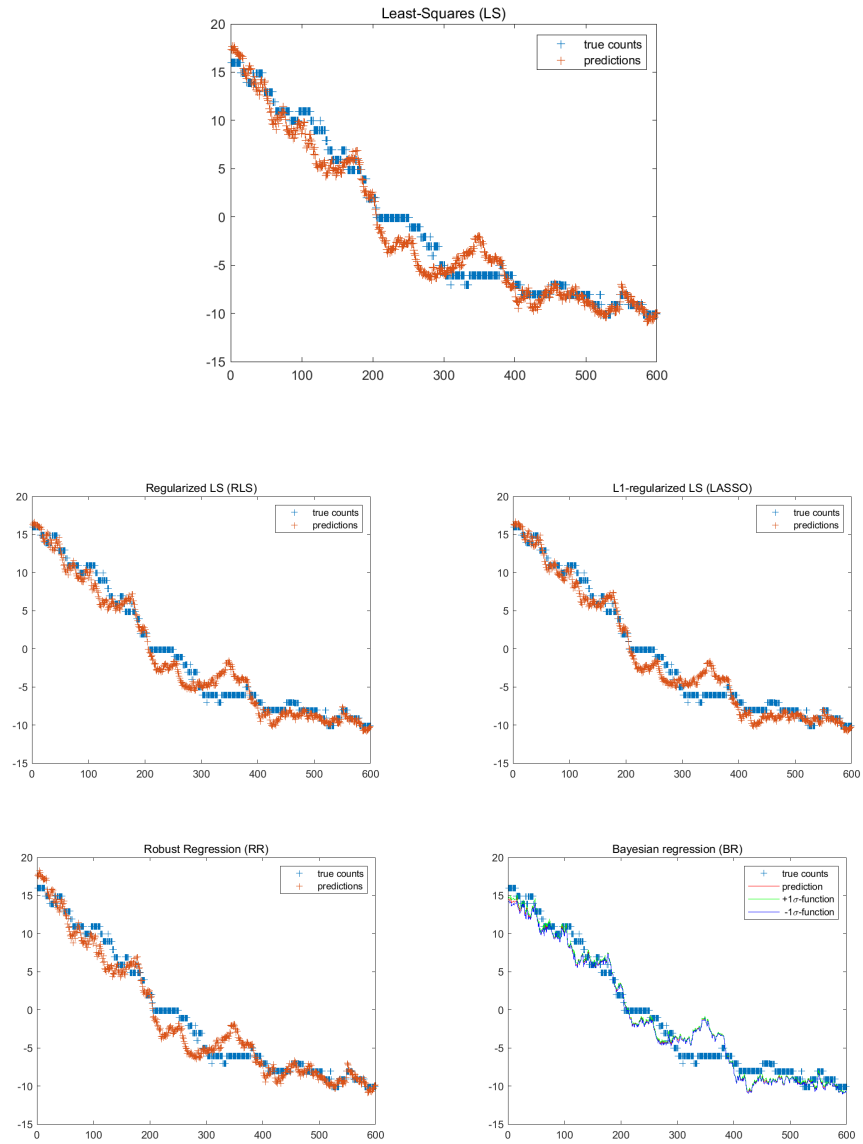 Least-Squares (LS)
20
15
10
5
0
-5
-10
-15
0 100 200 300 400 500 600
true counts
predictions
Regularized LS (RLS)
20
15
10
5
0
-5
-10
-15
0 100 200 300 400 500 600
true counts
predictions
L1-regularized LS (LASSO)
20
15
10
5
0
-5
-10
-15
0 100 200 300 400 500 600
true counts
predictions
Robust Regression (RR)
20
15
10
5
0
-5
-10
-15
0 100 200 300 400 500 600
true counts
predictions
Bayesian regression (BR)
20
15
10
5
0
-5
-10
-15
0 100 200 300 400 500 600
true counts
prediction
+1σ-function
-1σ-function